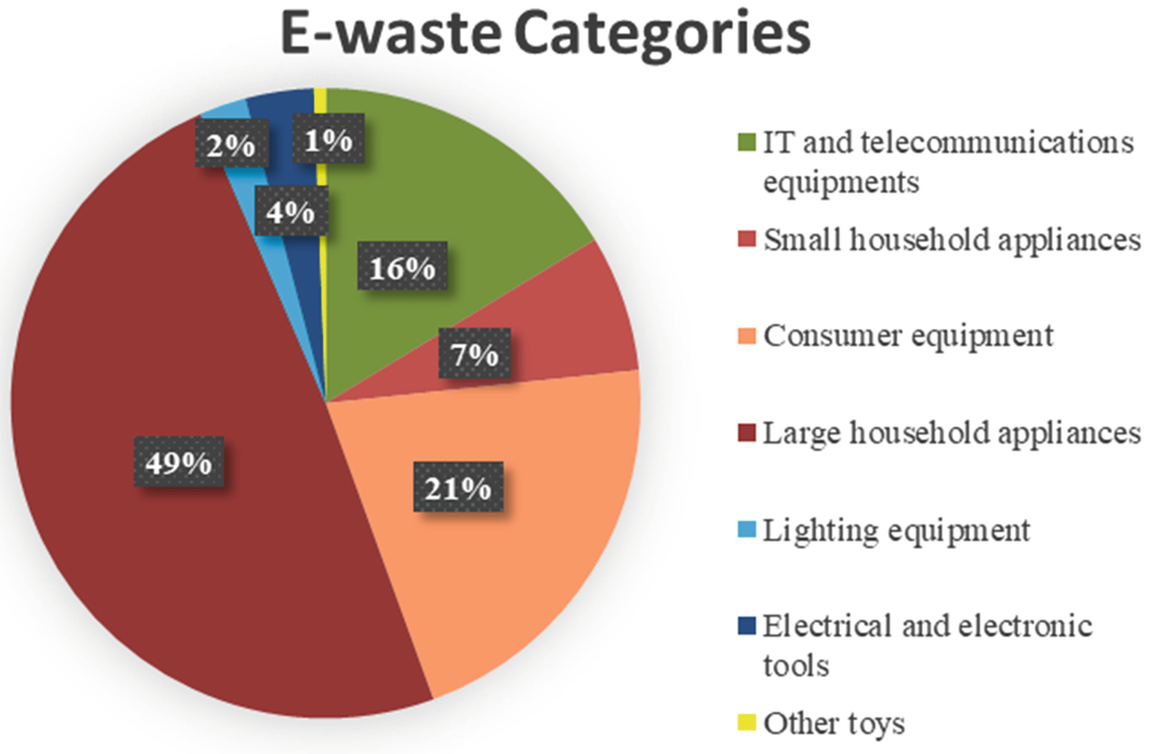 E-waste Categories
2%
1%
4%
16%
7%
49%
21%
IT and telecommunications
equipments
Small household appliances
Consumer equipment
Large household appliances
Lighting equipment
Electrical and electronic
tools
Other toys